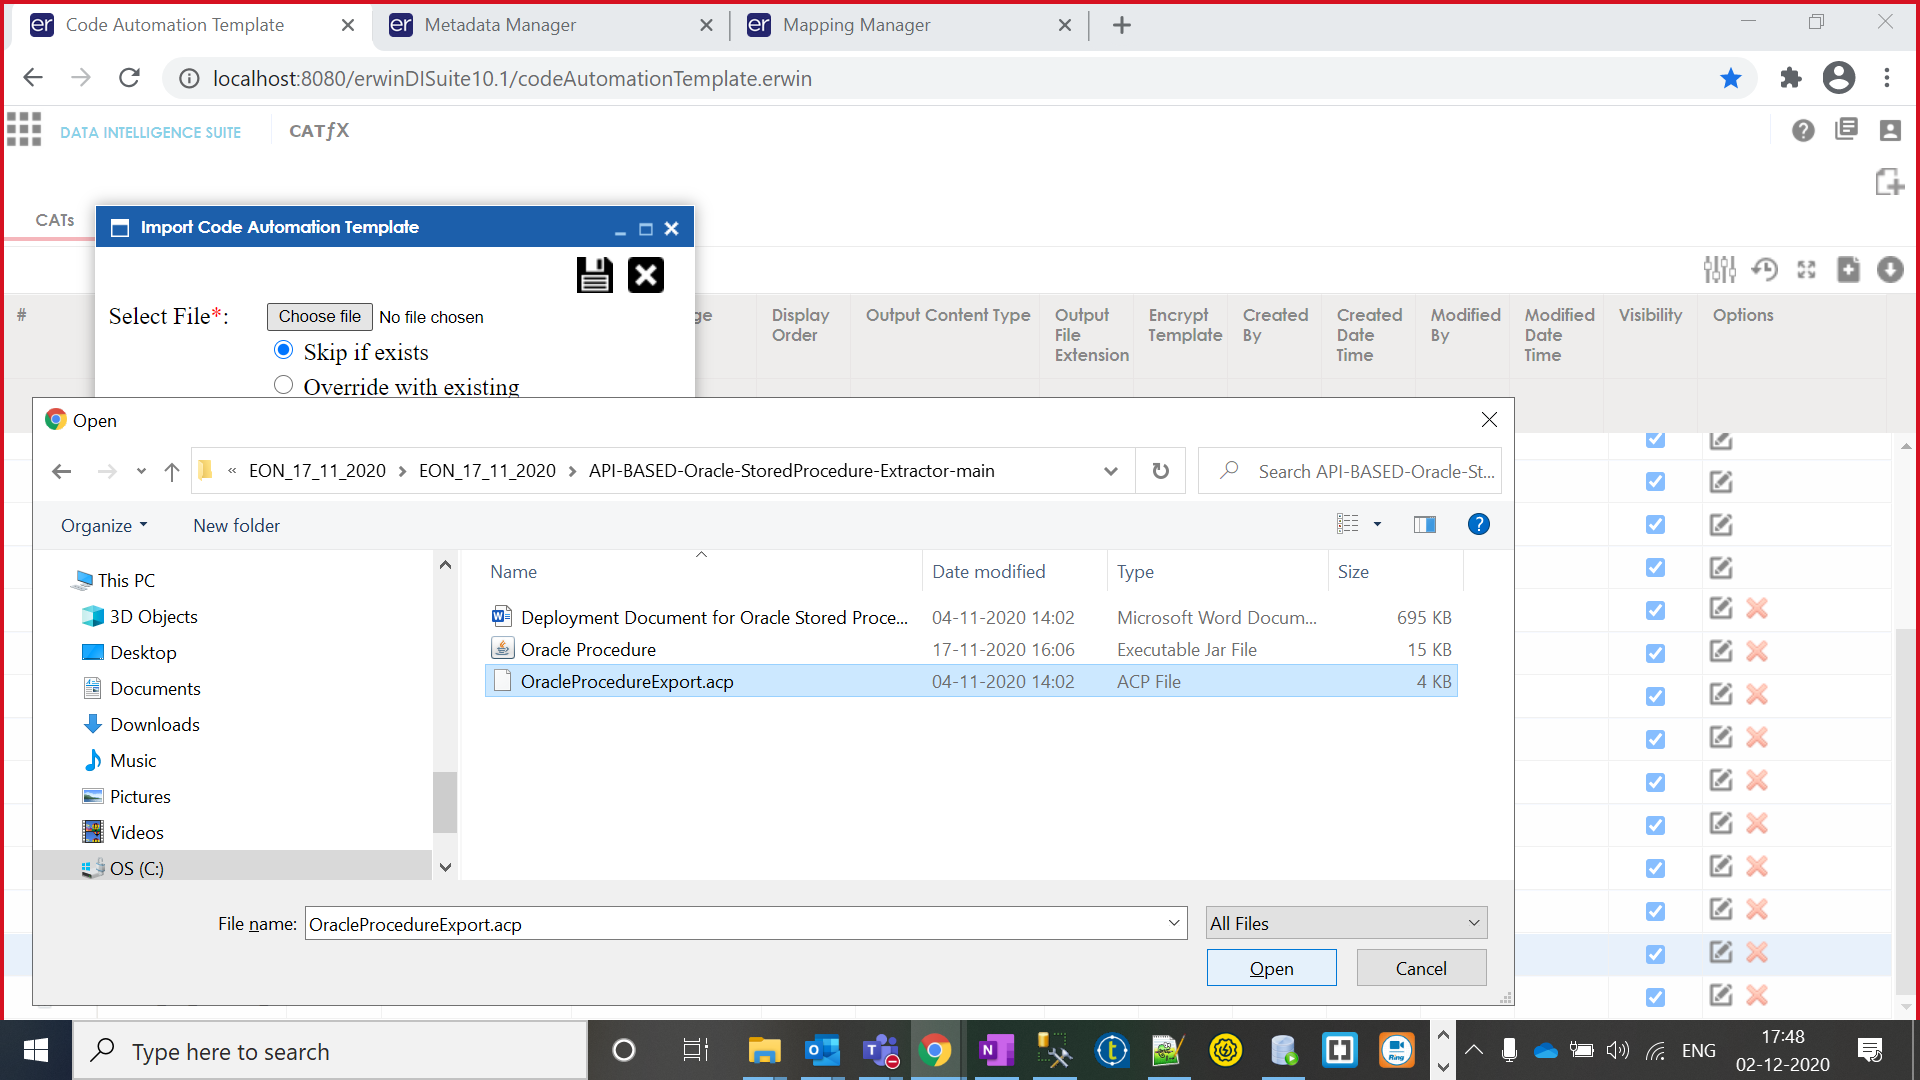 er Code Automation Template
er Metadata Manager
er Mapping Manager
localhost:8080/erwinDISuite10.1/codeAutomationTemplate.erwin
DATA INTELLIGENCE SUITE CATƒX
CATs
Import Code Automation Template
Select File*: Choose file No file chosen
Skip if exists
Override with existing
# ge Display Order Output Content Type Output File Extension Encrypt Template Created By Created Date Time Modified By Modified Date Time Visibility Options
Open
« EON_17_11_2020 > EON_17_11_2020 > API-BASED-Oracle-StoredProcedure-Extractor-main
Search API-BASED-Oracle-St...
Organize New folder
This PC
3D Objects
Desktop
Documents
Downloads
Music
Pictures
Videos
OS (C:)
Name Date modified Type Size
Deployment Document for Oracle Stored Proce... 04-11-2020 14:02 Microsoft Word Docum... 695 KB
Oracle Procedure 17-11-2020 16:06 Executable Jar File 15 KB
OracleProcedureExport.acp 04-11-2020 14:02 ACP File 4 KB
File name: OracleProcedureExport.acp All Files
Open Cancel
Type here to search
ENG
17:48
02-12-2020